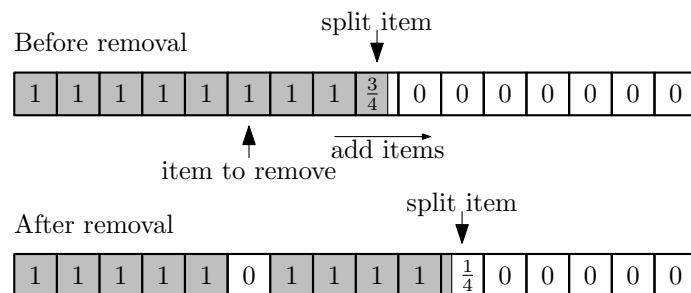 split item
Before removal
1 1 1 1 1 1 1 1 3/4 0 0 0 0 0 0 0
add items
item to remove
split item
After removal
1 1 1 1 1 0 1 1 1 1 1/4 0 0 0 0 0